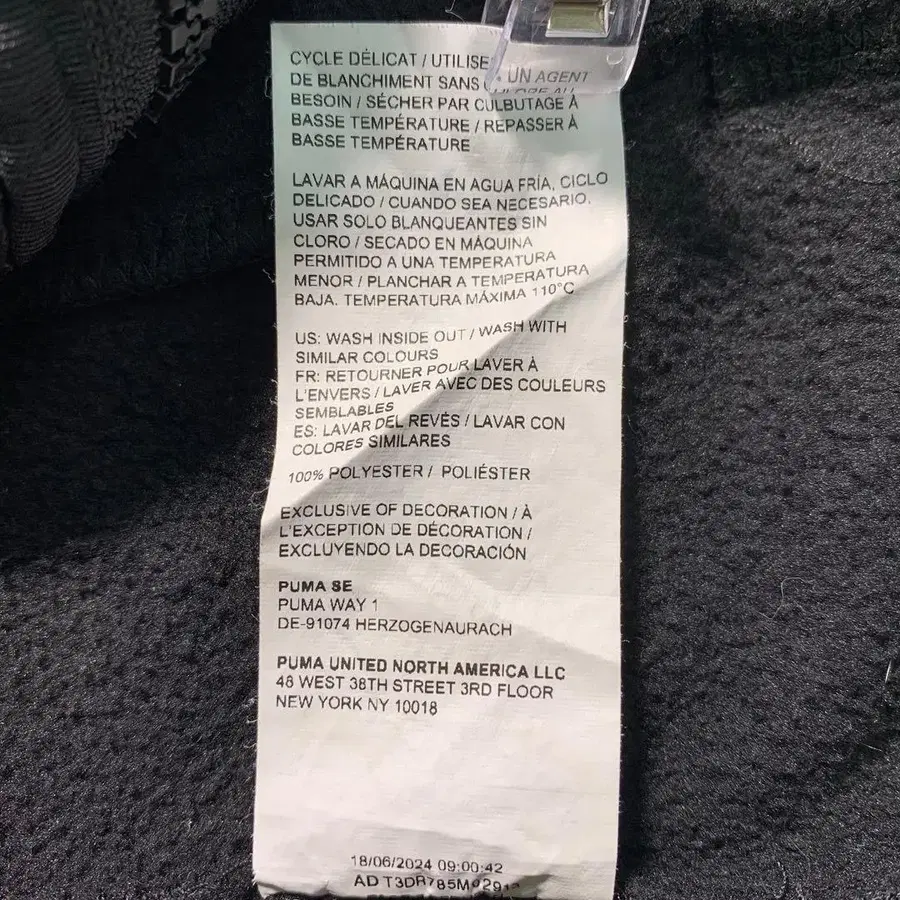 CYCLE DÉLICAT / UTILISE
UN AGENT
DE BLANCHIMENT SANS
BESOIN / SÉCHER PAR CULBUTAGE À
BASSE TEMPÉRATURE / REPASSER À
BASSE TEMPÉRATURE
LAVAR A MÁQUINA EN AGUA FRÍA, CICLO
DELICADO / CUANDO SEA NECESARIO,
USAR SOLO BLANQUEANTES SIN
CLORO / SECADO EN MÁQUINA
PERMITIDO A UNA TEMPERATURA
MENOR / PLANCHAR A TEMPERATURA
BAJA. TEMPERATURA MÁXIMA 110°C
US: WASH INSIDE OUT / WASH WITH
SIMILAR COLOURS
FR: RETOURNER POUR LAVER À
L'ENVERS / LAVER AVEC DES COULEURS
SEMBLABLES
ES: LAVAR DEL REVÉS / LAVAR CON
COLORES SIMILARES
100% POLYESTER / POLIÉSTER
EXCLUSIVE OF DECORATION / À
L'EXCEPTION DE DÉCORATION /
EXCLUYENDO LA DECORACIÓN
PUMA SE
PUMA WAY 1
DE-91074 HERZOGENAURACH
PUMA UNITED NORTH AMERICA LLC
48 WEST 38TH STREET 3RD FLOOR
NEW YORK NY 10018
18/06/2024 09:00:42
AD